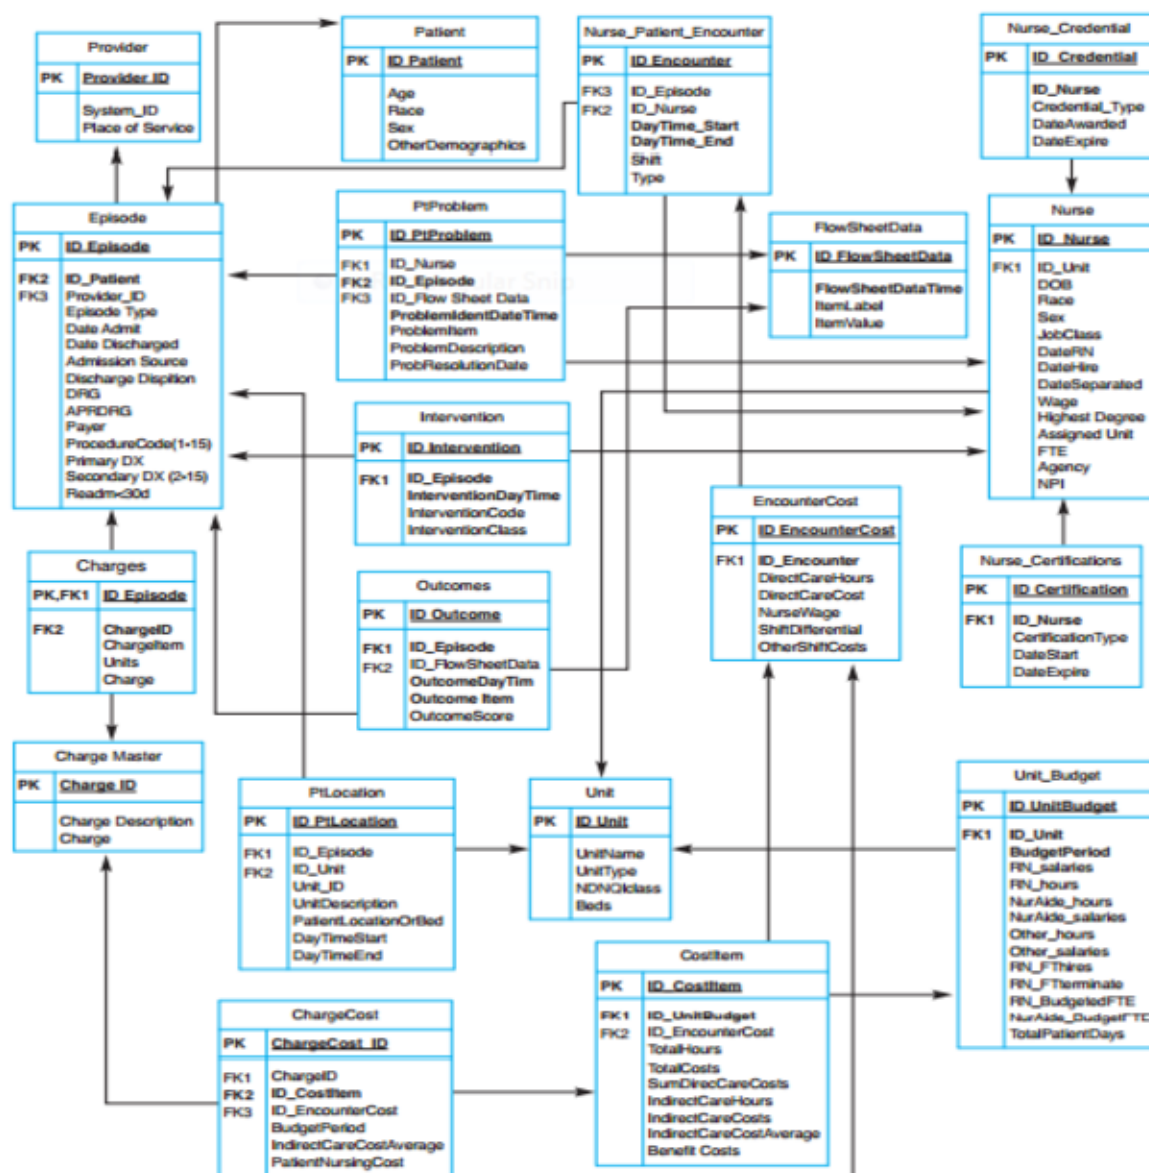 Provider
PK Provider ID
System_ID
Place of Service
Patient
PK ID Patient
Age
Race
Sex
OtherDemographics
Nurse_Patient_Encounter
PK ID Encounter
FK3 ID_Episode
FK2 ID_Nurse
DayTime_Start
DayTime_End
Shift
Type
Nurse_Credential
PK ID_Credential
ID_Nurse
Credential_Type
DateAwarded
DateExpire
Episode
PK ID Episode
FK2 ID_Patient
FK3 Provider_ID
Episode Type
Date Admit
Date Discharged
Admission Source
Discharge Dispition
DRG
APRDRG
Payer
ProcedureCode(1-15)
Primary DX
Secondary DX (2-15)
Readm<30d
PtProblem
PK ID PtProblem
FK1 ID_Nurse
FK2 ID_Episode
FK3 ID_Flow Sheet Data
ProblemIdentDateTime
ProblemItem
ProblemDescription
ProbResolutionDate
Snip
FlowSheetData
PK ID FlowSheetData
FlowSheetDataTime
ItemLabel
ItemValue
Nurse
PK ID_Nurse
FK1 ID_Unit
DOB
Race
Sex
JobClass
DateRN
DateHire
DateSeparated
Wage
Highest Degree
Assigned Unit
FTE
Agency
NPI
Intervention
PK ID Intervention
FK1 ID_Episode
InterventionDayTime
InterventionCode
InterventionClass
EncounterCost
PK ID EncounterCost
FK1 ID_Encounter
DirectCareHours
DirectCareCost
NurseWage
ShiftDifferential
OtherShiftCosts
Charges
PK,FK1 ID Episode
FK2 ChargeID
ChargeItem
Units
Charge
Outcomes
PK ID Outcome
FK1 ID_Episode
FK2 ID_FlowSheetData
OutcomeDayTim
Outcome Item
OutcomeScore
Nurse_Certifications
PK ID Certification
FK1 ID_Nurse
CertificationType
DateStart
DateExpire
Charge Master
PK Charge ID
Charge Description
Charge
PtLocation
PK ID PtLocation
FK1 ID_Episode
FK2 ID_Unit
Unit_ID
UnitDescription
PatientLocationOrBed
DayTimeStart
DayTimeEnd
Unit
PK ID Unit
UnitName
UnitType
NDNQIclass
Beds
Unit_Budget
PK ID UnitBudget
FK1 ID_Unit
BudgetPeriod
RN_salaries
RN_hours
NurAide_hours
NurAide_salaries
Other_hours
Other_salaries
RN_FThires
RN_FTterminate
RN_BudgetedFTE
NurAide_BudgetFTE
TotalPatientDays
CostItem
PK ID_CostItem
FK1 ID_UnitBudget
FK2 ID_EncounterCost
TotalHours
TotalCosts
SumDirecCareCosts
IndirectCareHours
IndirectCareCosts
IndirectCareCostAverage
Benefit Costs
ChargeCost
PK ChargeCost_ID
FK1 ChargeID
FK2 ID_CostItem
FK3 ID_EncounterCost
BudgetPeriod
IndirectCareCostAverage
PatientNursingCost